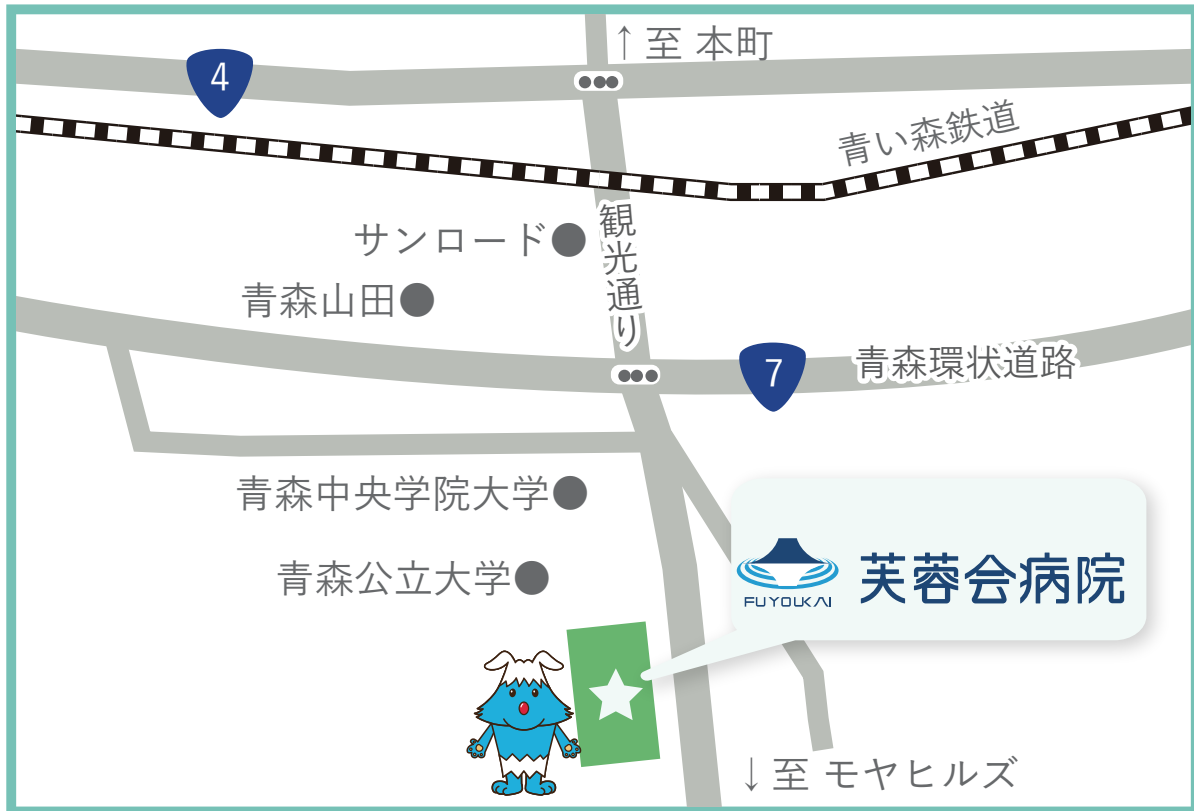 ↑ 至 本町
4
青い森鉄道
サンロード
観光通り
青森山田
7
青森環状道路
青森中央学院大学
FUYOUKAI
芙蓉会病院
青森公立大学
↓ 至 モヤヒルズ